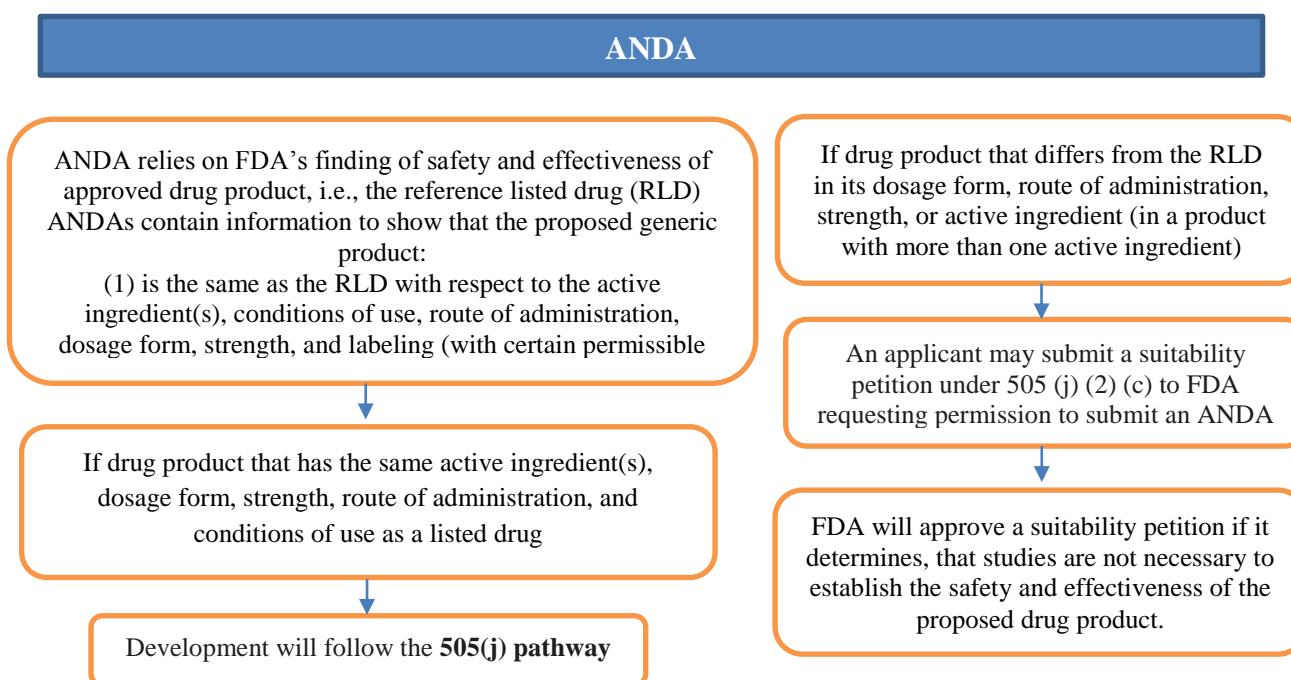 ANDA
ANDA relies on FDA's finding of safety and effectiveness of
approved drug product, i.e., the reference listed drug (RLD)
ANDAs contain information to show that the proposed generic
product:
(1) is the same as the RLD with respect to the active
ingredient(s), conditions of use, route of administration,
dosage form, strength, and labeling (with certain permissible
If drug product that has the same active ingredient(s),
dosage form, strength, route of administration, and
conditions of use as a listed drug
Development will follow the 505(j) pathway
If drug product that differs from the RLD
in its dosage form, route of administration,
strength, or active ingredient (in a product
with more than one active ingredient)
An applicant may submit a suitability
petition under 505 (j) (2) (c) to FDA
requesting permission to submit an ANDA
FDA will approve a suitability petition if it
determines, that studies are not necessary to
establish the safety and effectiveness of the
proposed drug product.